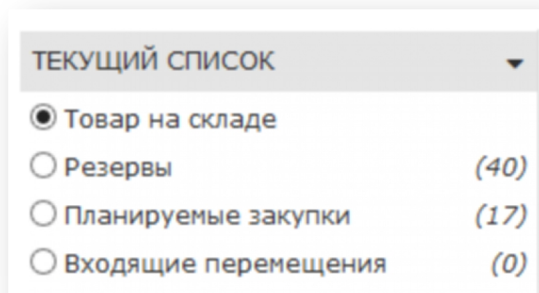 ТЕКУЩИЙ СПИСОК
Товар на складе
Резервы (40)
Планируемые закупки (17)
Входящие перемещения (0)